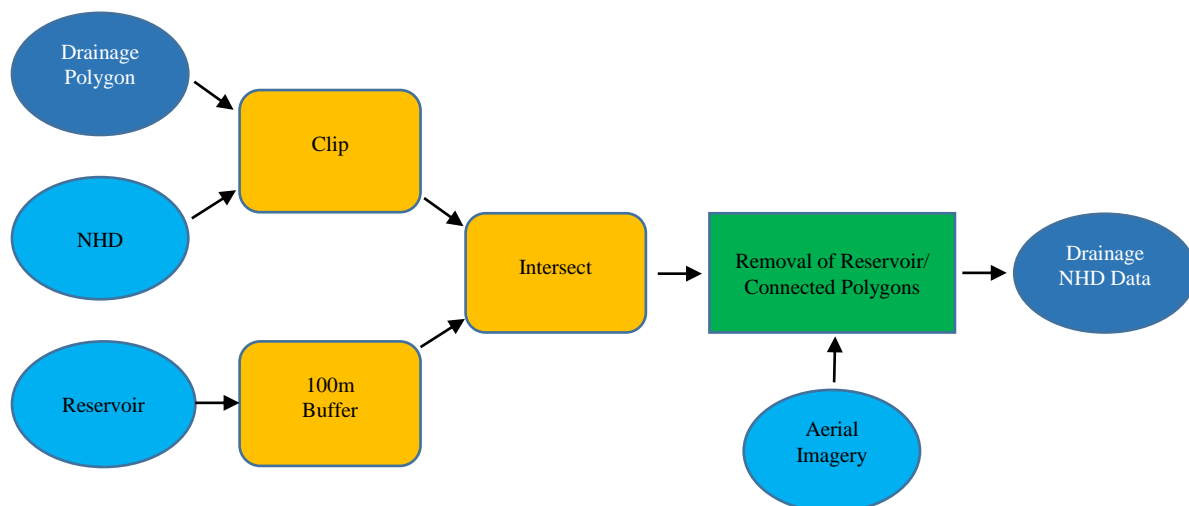 Drainage
Polygon
Clip
NHD
Intersect
Removal of Reservoir/
Connected Polygons
Drainage
NHD Data
Reservoir
100m
Buffer
Aerial
Imagery